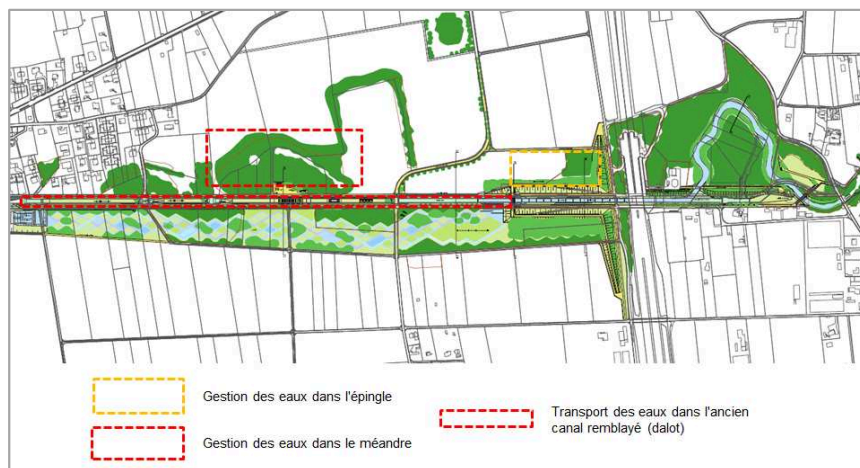 Gestion des eaux dans l'épingle
Gestion des eaux dans le méandre
Transport des eaux dans l'ancien
canal remblayé (dalot)